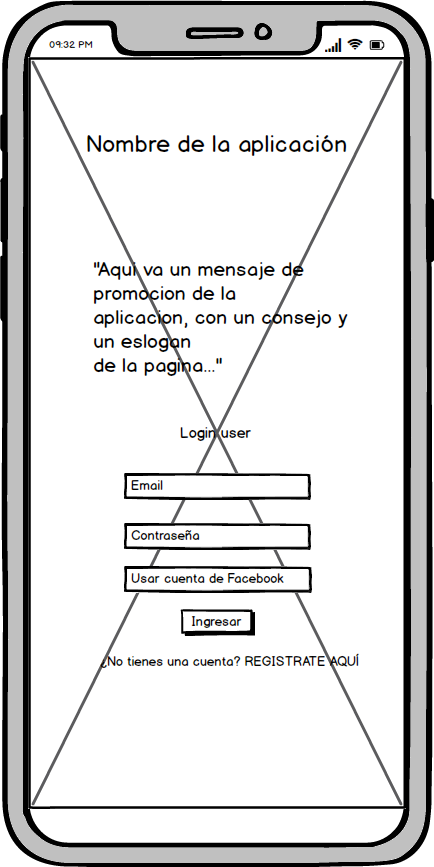 09:32 PM
Nombre de la aplicación
"Aqui va un mensaje de
promocion de la
aplicacion, con un consejo y
un eslogan
de la pagina..."
Login user
Email
Contraseña
Usar cuenta de Facebook
Ingresar
¿No tienes una cuenta? REGISTRATE AQUÍ